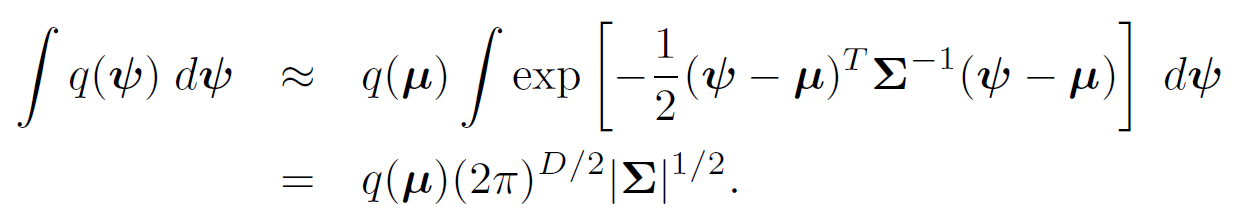 ∫ q(𝝍) d𝝍 ≈ q(𝝁) ∫ exp [−1/2 (𝝍 − 𝝁)ᵀ 𝚺⁻¹ (𝝍 − 𝝁)] d𝝍
= q(𝝁)(2π)^{D/2}|𝚺|^{1/2}.